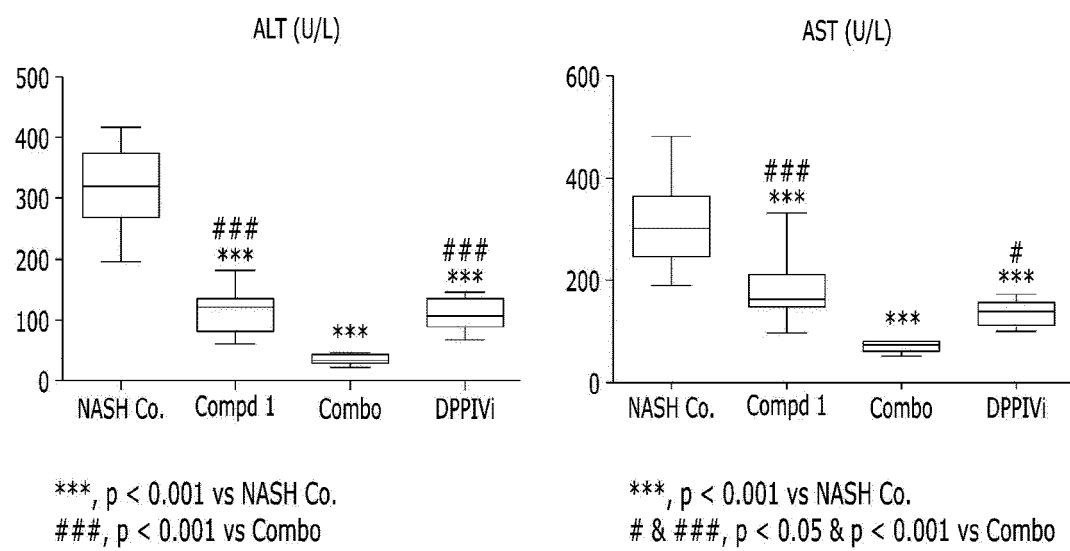 ALT (U/L)
500
400
300
200
100
0
###
***
***
###
***
NASH Co.
Compd 1
Combo
DPPIVi
***, p < 0.001 vs NASH Co.
###, p < 0.001 vs Combo
AST (U/L)
600
400
200
0
###
***
***
#
***
NASH Co.
Compd 1
Combo
DPPIVi
***, p < 0.001 vs NASH Co.
# & ###, p < 0.05 & p < 0.001 vs Combo